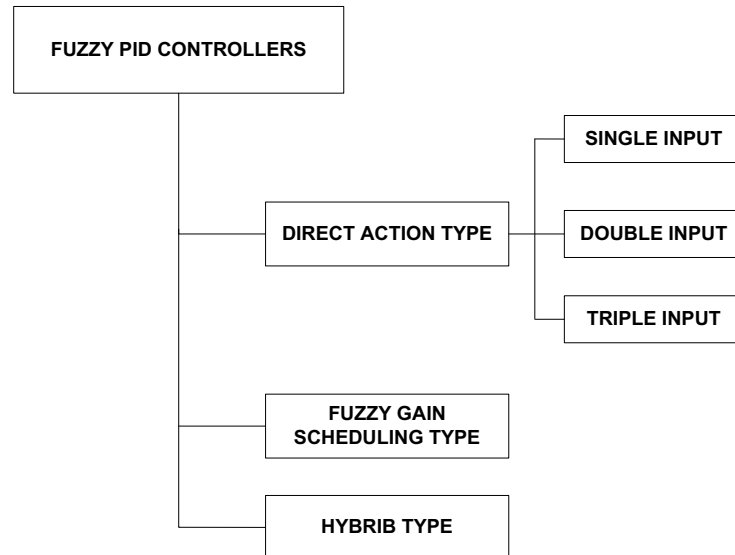 FUZZY PID CONTROLLERS
SINGLE INPUT
DIRECT ACTION TYPE
DOUBLE INPUT
TRIPLE INPUT
FUZZY GAIN
SCHEDULING TYPE
HYBRIB TYPE